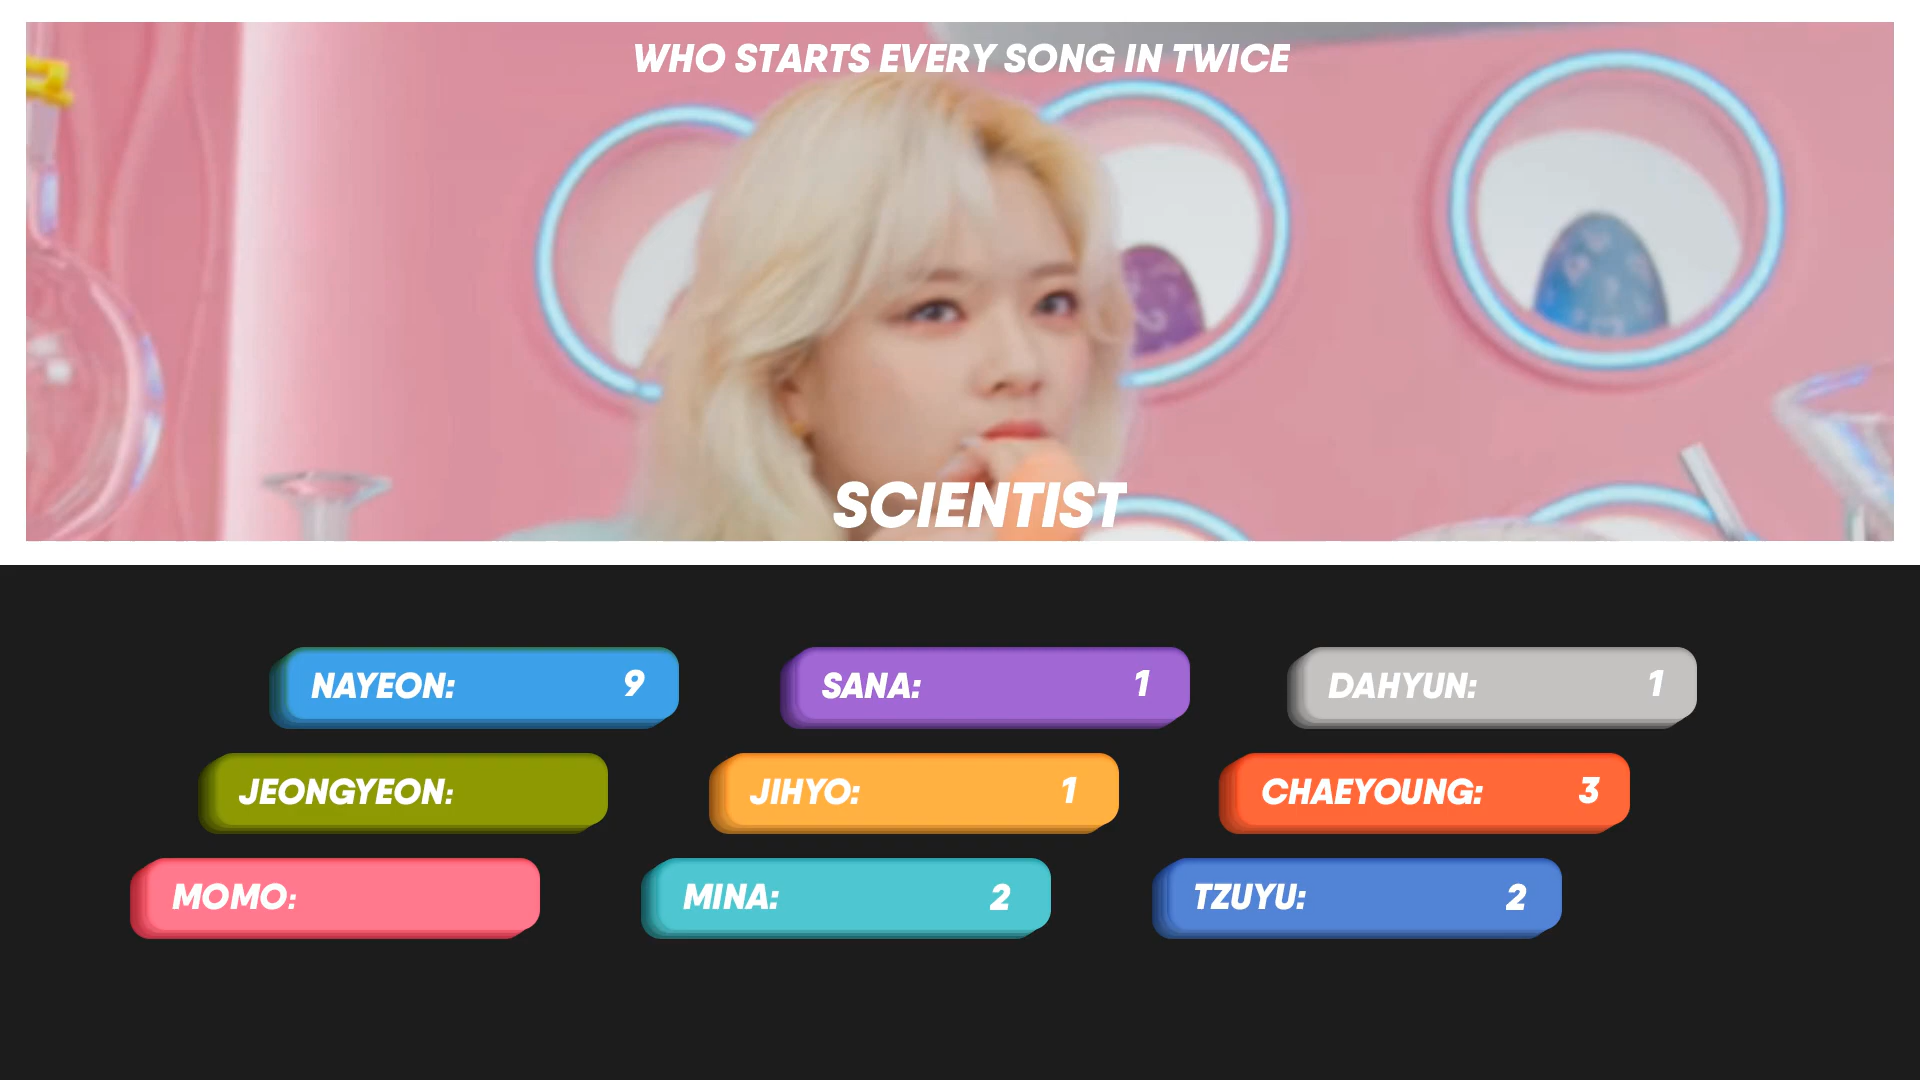 WHO STARTS EVERY SONG IN TWICE
SCIENTIST
NAYEON: 9
SANA: 1
DAHYUN: 1
JEONGYEON:
JIHYO: 1
CHAEYOUNG: 3
MOMO:
MINA: 2
TZUYU: 2